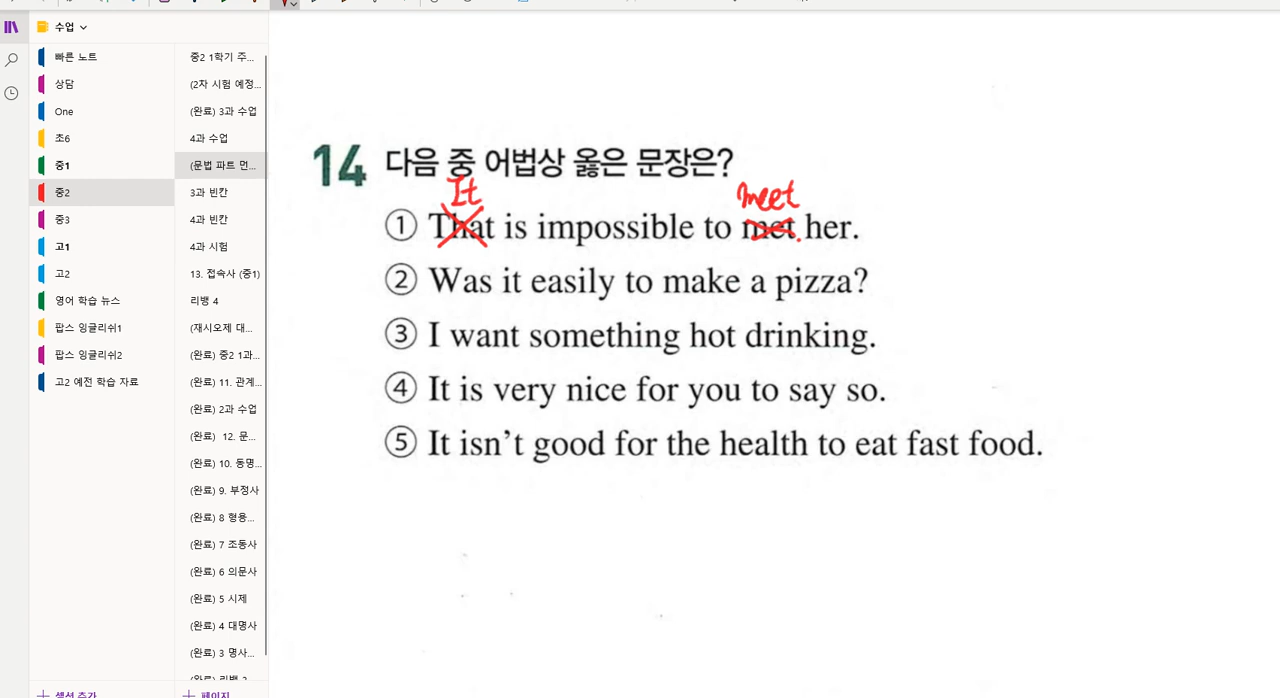 수업
빠른 노트
상담
One
초6
중1
중2
중3
고1
고2
영어 학습 뉴스
팝스 잉글리쉬1
팝스 잉글리쉬2
고2 예전 학습 자료
중2 1학기 주...
(2차 시험 예정...
(완료) 3과 수업
4과 수업
(문법 파트 먼...
3과 빈칸
4과 빈칸
4과 시험
13. 접속사 (중1)
리뱅 4
(재시오제 대...
(완료) 중2 1과...
(완료) 11. 관계...
(완료) 2과 수업
(완료) 12. 문...
(완료) 10. 동명...
(완료) 9. 부정사
(완료) 8 형용...
(완료) 7 조동사
(완료) 6 의문사
(완료) 5 시제
(완료) 4 대명사
(완료) 3 명사...
페이지
14 다음 중 어법상 옳은 문장은?
It meet
① That is impossible to met her.
② Was it easily to make a pizza?
③ I want something hot drinking.
④ It is very nice for you to say so.
⑤ It isn't good for the health to eat fast food.